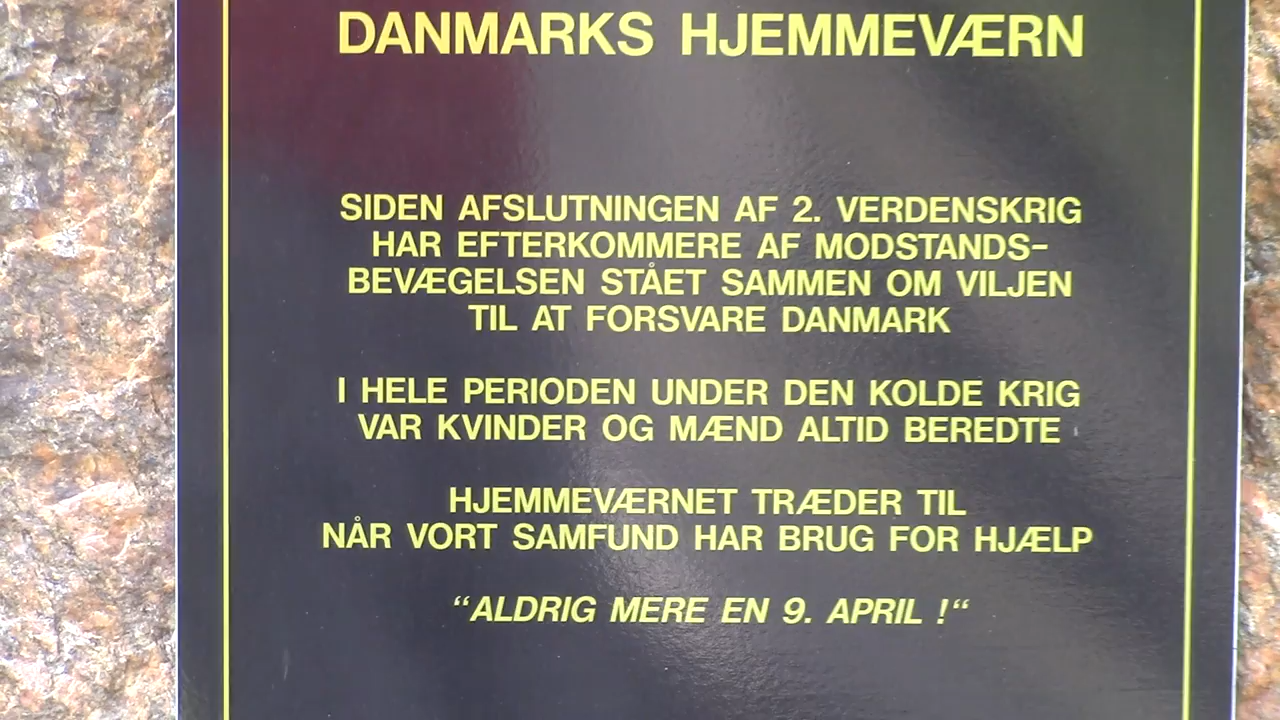 DANMARKS HJEMMEVÆRN
SIDEN AFSLUTNINGEN AF 2. VERDENSKRIG
HAR EFTERKOMMERE AF MODSTANDS-
BEVÆGELSEN STÅET SAMMEN OM VILJEN
TIL AT FORSVARE DANMARK
I HELE PERIODEN UNDER DEN KOLDE KRIG
VAR KVINDER OG MÆND ALTID BEREDTE
HJEMMEVÆRNET TRÆDER TIL
NÅR VORT SAMFUND HAR BRUG FOR HJÆLP
“ALDRIG MERE EN 9. APRIL !“